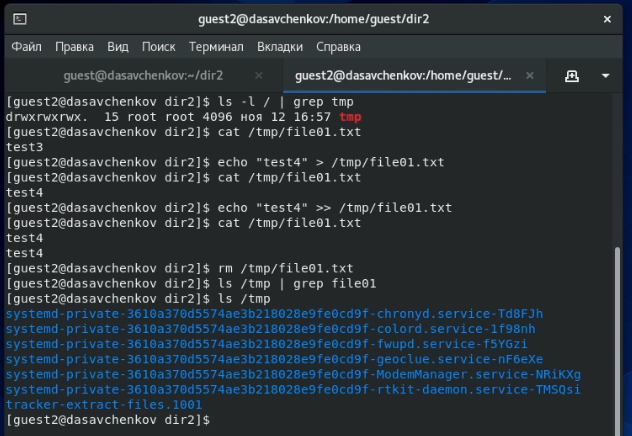 guest2@dasavchenkov:/home/guest/dir2
Файл Правка Вид Поиск Терминал Вкладки Справка
guest@dasavchenkov:~/dir2
guest2@dasavchenkov:/home/guest/...
[guest2@dasavchenkov dir2]$ ls -l / | grep tmp
drwxrwxrwx.  15 root root 4096 ноя 12 16:57 tmp
[guest2@dasavchenkov dir2]$ cat /tmp/file01.txt
test3
[guest2@dasavchenkov dir2]$ echo "test4" > /tmp/file01.txt
[guest2@dasavchenkov dir2]$ cat /tmp/file01.txt
test4
[guest2@dasavchenkov dir2]$ echo "test4" >> /tmp/file01.txt
[guest2@dasavchenkov dir2]$ cat /tmp/file01.txt
test4
test4
[guest2@dasavchenkov dir2]$ rm /tmp/file01.txt
[guest2@dasavchenkov dir2]$ ls /tmp | grep file01
[guest2@dasavchenkov dir2]$ ls /tmp
systemd-private-3610a370d5574ae3b218028e9fe0cd9f-chronyd.service-Td8FJh
systemd-private-3610a370d5574ae3b218028e9fe0cd9f-colord.service-1f98nh
systemd-private-3610a370d5574ae3b218028e9fe0cd9f-fwupd.service-f5YGzi
systemd-private-3610a370d5574ae3b218028e9fe0cd9f-geoclue.service-nF6eXe
systemd-private-3610a370d5574ae3b218028e9fe0cd9f-ModemManager.service-NRiKXg
systemd-private-3610a370d5574ae3b218028e9fe0cd9f-rtkit-daemon.service-TMSQsi
tracker-extract-files.1001
[guest2@dasavchenkov dir2]$